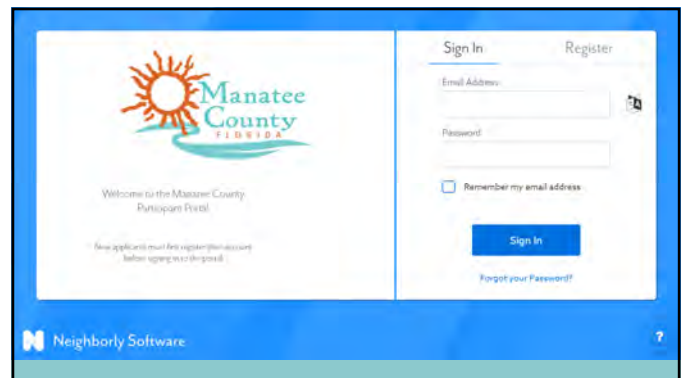 Manatee
County
FLORIDA
Welcome to the Manatee County
Participant Portal
New applicants must first register their account
before signing in to the portal.
Sign In
Register
Email Address
Password
Remember my email address
Sign In
Forgot your Password?
Neighborly Software
?